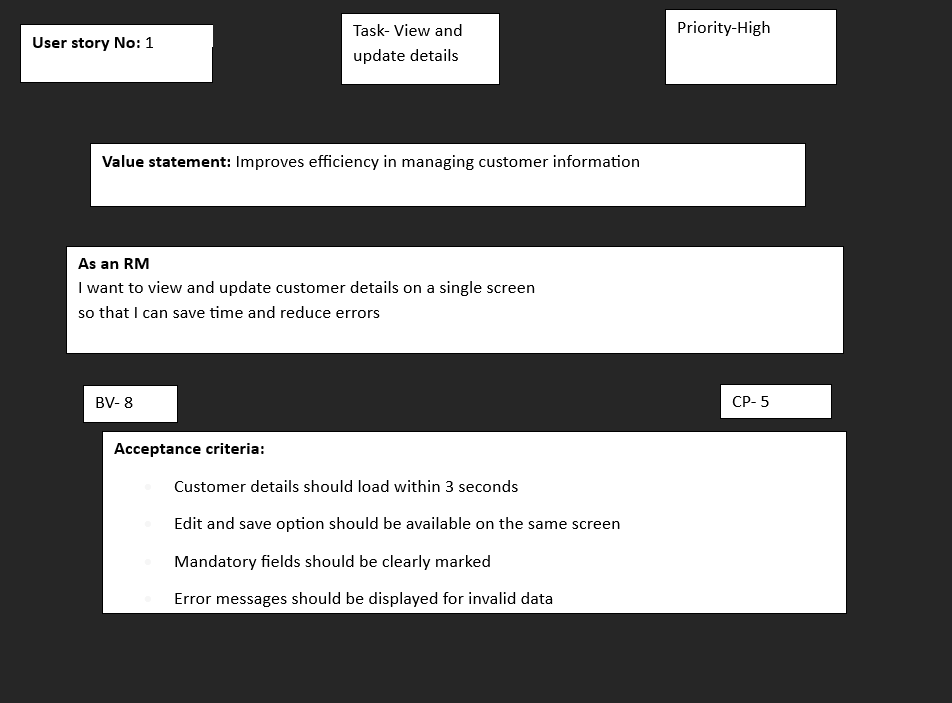 User story No: 1
Task- View and
update details
Priority-High
Value statement: Improves efficiency in managing customer information
As an RM
I want to view and update customer details on a single screen
so that I can save time and reduce errors
BV- 8
CP- 5
Acceptance criteria:
Customer details should load within 3 seconds
Edit and save option should be available on the same screen
Mandatory fields should be clearly marked
Error messages should be displayed for invalid data